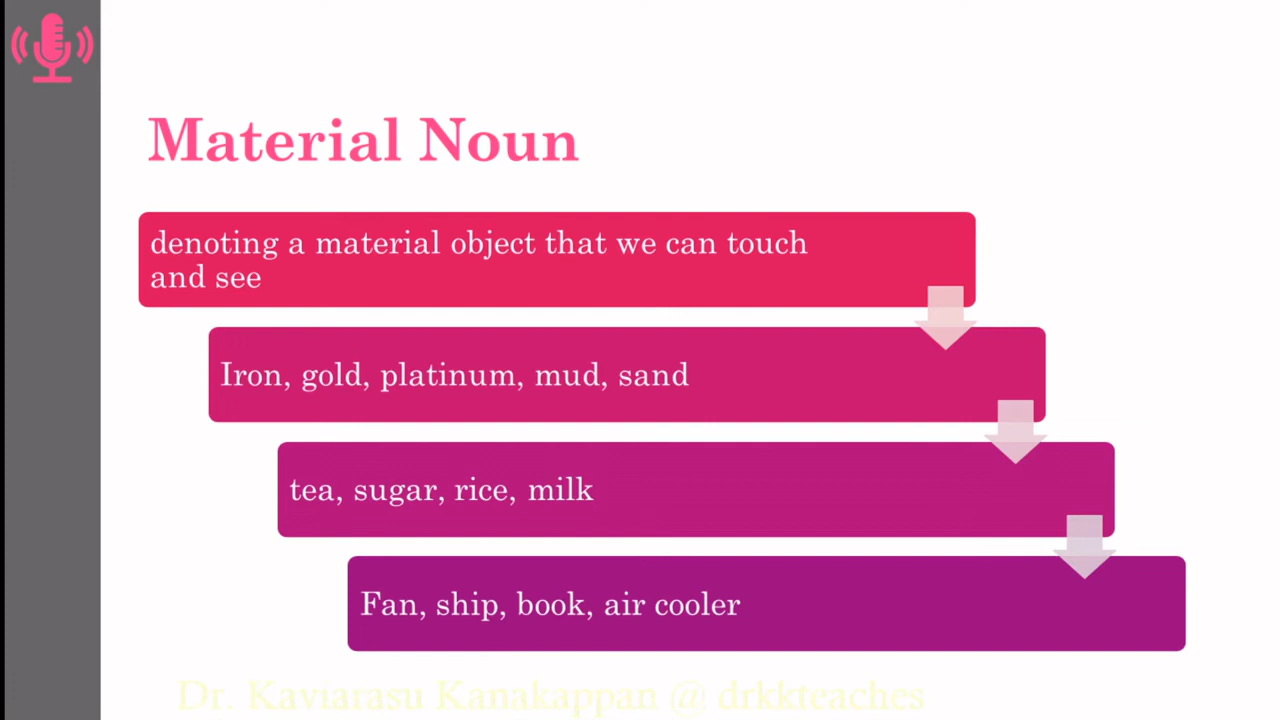 Material Noun
denoting a material object that we can touch
and see
Iron, gold, platinum, mud, sand
tea, sugar, rice, milk
Fan, ship, book, air cooler
Dr. Kaviarasu Kanakappan @ drkkteaches